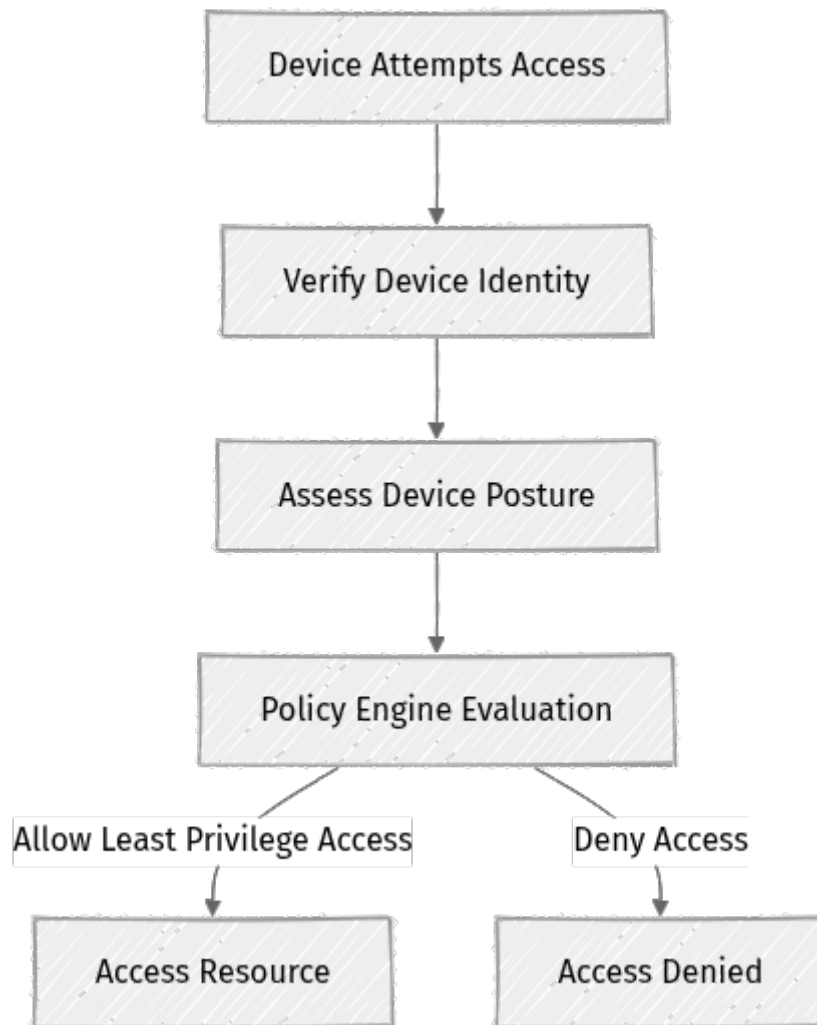 Device Attempts Access
Verify Device Identity
Assess Device Posture
Policy Engine Evaluation
Allow Least Privilege Access
Deny Access
Access Resource
Access Denied